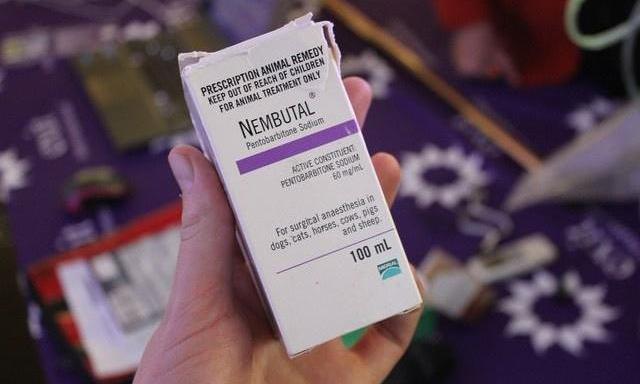 PRESCRIPTION ANIMAL REMEDY
KEEP OUT OF REACH OF CHILDREN
FOR ANIMAL TREATMENT ONLY
NEMBUTAL®
Pentobarbitone Sodium
ACTIVE CONSTITUENT:
PENTOBARBITONE SODIUM
60 mg/mL
For surgical anaesthesia in
dogs, cats, horses, cows, pigs
and sheep.
100 mL